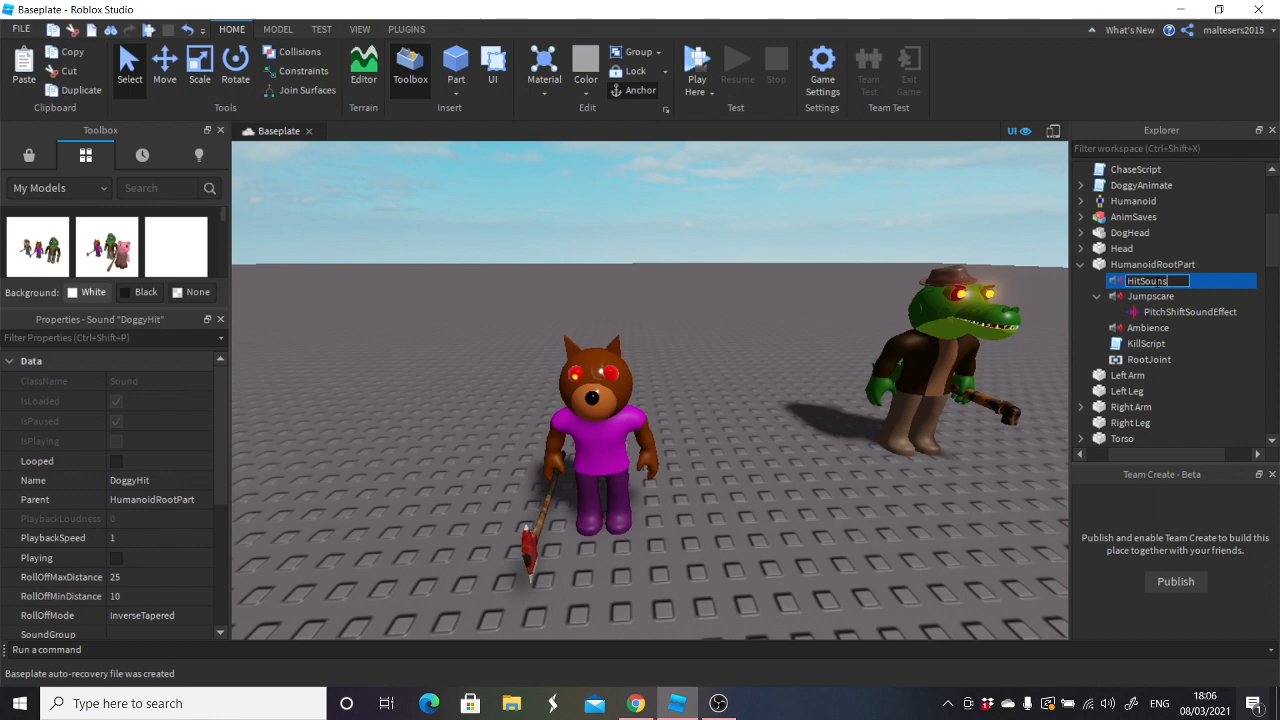 Baseplate - Roblox Studio
FILE HOME MODEL TEST VIEW PLUGINS What's New maltesers2015
Paste Copy Cut Duplicate Select Move Scale Rotate Collisions Constraints Join Surfaces Editor Toolbox Part UI Material Color Group Lock Anchor Play Here Resume Stop Game Settings Team Test Exit Game
Clipboard Tools Terrain Insert Edit Test Settings Team Test
Toolbox
My Models Search
Background: White Black None
Properties - Sound "DoggyHit"
Filter Properties (Ctrl+Shift+P)
Data
ClassName Sound
IsLoaded
IsPaused
IsPlaying
Looped
Name DoggyHit
Parent HumanoidRootPart
PlaybackLoudness 0
PlaybackSpeed 1
Playing
RollOffMaxDistance 25
RollOffMinDistance 10
RollOffMode InverseTapered
SoundGroup
Baseplate
UI
Explorer
Filter workspace (Ctrl+Shift+X)
ChaseScript
DoggyAnimate
Humanoid
AnimSaves
DogHead
Head
HumanoidRootPart
HitSouns
Jumpscare
PitchShiftSoundEffect
Ambience
KillScript
RootJoint
Left Arm
Left Leg
Right Arm
Right Leg
Torso
Team Create - Beta
Publish and enable Team Create to build this
place together with your friends.
Publish
Run a command
Baseplate auto-recovery file was created
Type here to search
ENG
18:06
08/03/2021